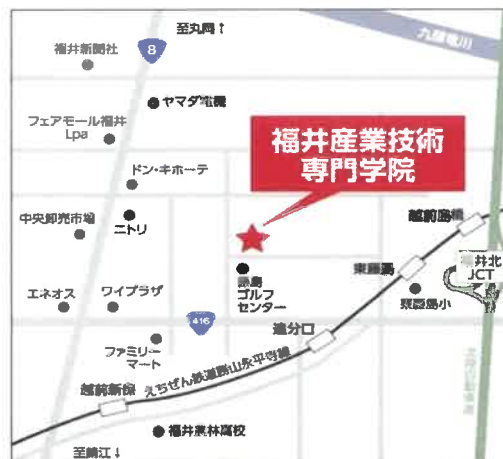 至丸岡↑
8
福井新聞社
九頭竜川
ヤマダ電機
フェアモール福井
Lpa
福井産業技術
専門学院
ドン・キホーテ
中央卸売市場
ニトリ
越前島橋
東藤島
福井北
JCT
ゴルフ
センター
東藤島小
エネオス
ワイプラザ
416
追分口
ファミリー
マート
越前新保
えちぜん鉄道勝山永平寺線
福井農林高校
至鯖江↓